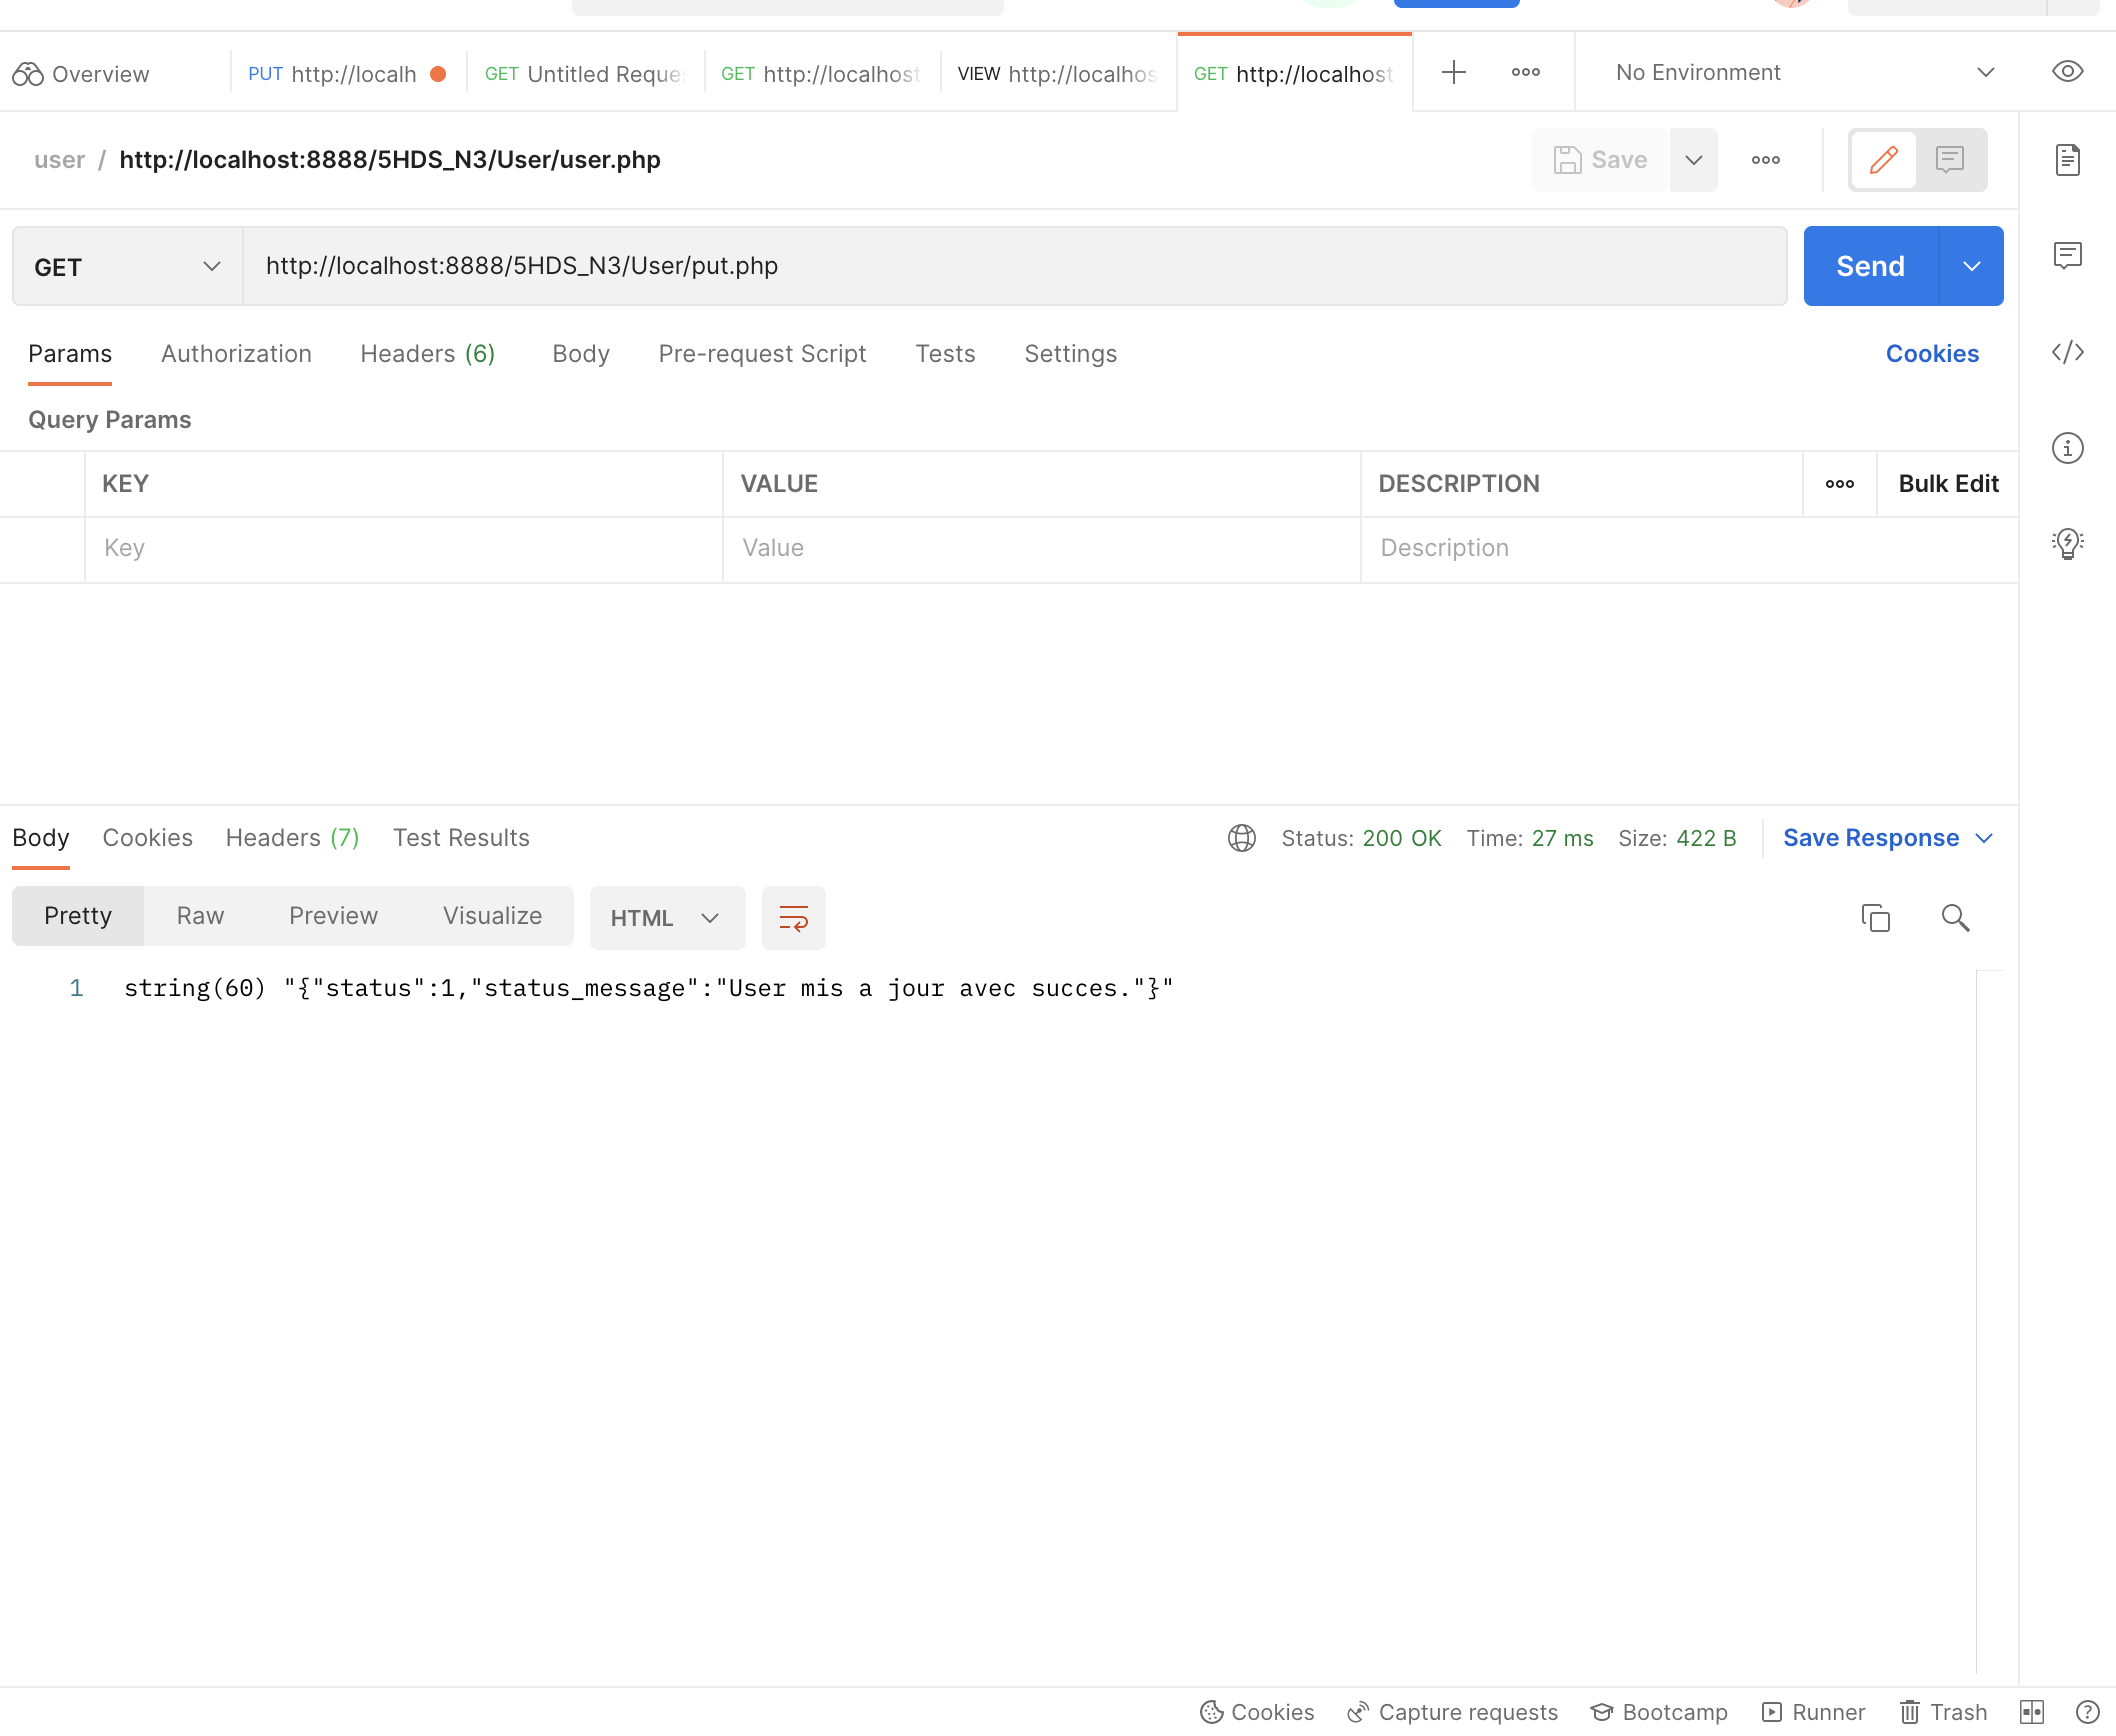 Overview
PUT http://localh
GET Untitled Reques
GET http://localhost
VIEW http://localhos
GET http://localhost
No Environment
user / http://localhost:8888/5HDS_N3/User/user.php
Save
GET http://localhost:8888/5HDS_N3/User/put.php Send
Params Authorization Headers (6) Body Pre-request Script Tests Settings Cookies
Query Params
KEY VALUE DESCRIPTION Bulk Edit
Key Value Description
Body Cookies Headers (7) Test Results Status: 200 OK Time: 27 ms Size: 422 B Save Response
Pretty Raw Preview Visualize HTML
1 string(60) "{"status":1,"status_message":"User mis a jour avec succes."}"
Cookies Capture requests Bootcamp Runner Trash